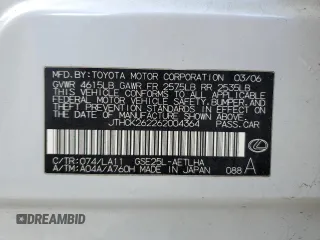 MFD. BY: TOYOTA MOTOR CORPORATION 03/06
GVWR 4615LB GAWR FR 2575LB RR 2535LB
THIS VEHICLE CONFORMS TO ALL APPLICABLE
FEDERAL MOTOR VEHICLE SAFETY, BUMPER, AND
THEFT PREVENTION STANDARDS IN EFFECT ON
THE DATE OF MANUFACTURE SHOWN ABOVE.
JTHCK262262004364 PASS. CAR
C/TR: 074/LA11 GSE25L-AETLHA
A/TM: A04A/A760H MADE IN JAPAN 088 A
© AUTOBIDMASTER